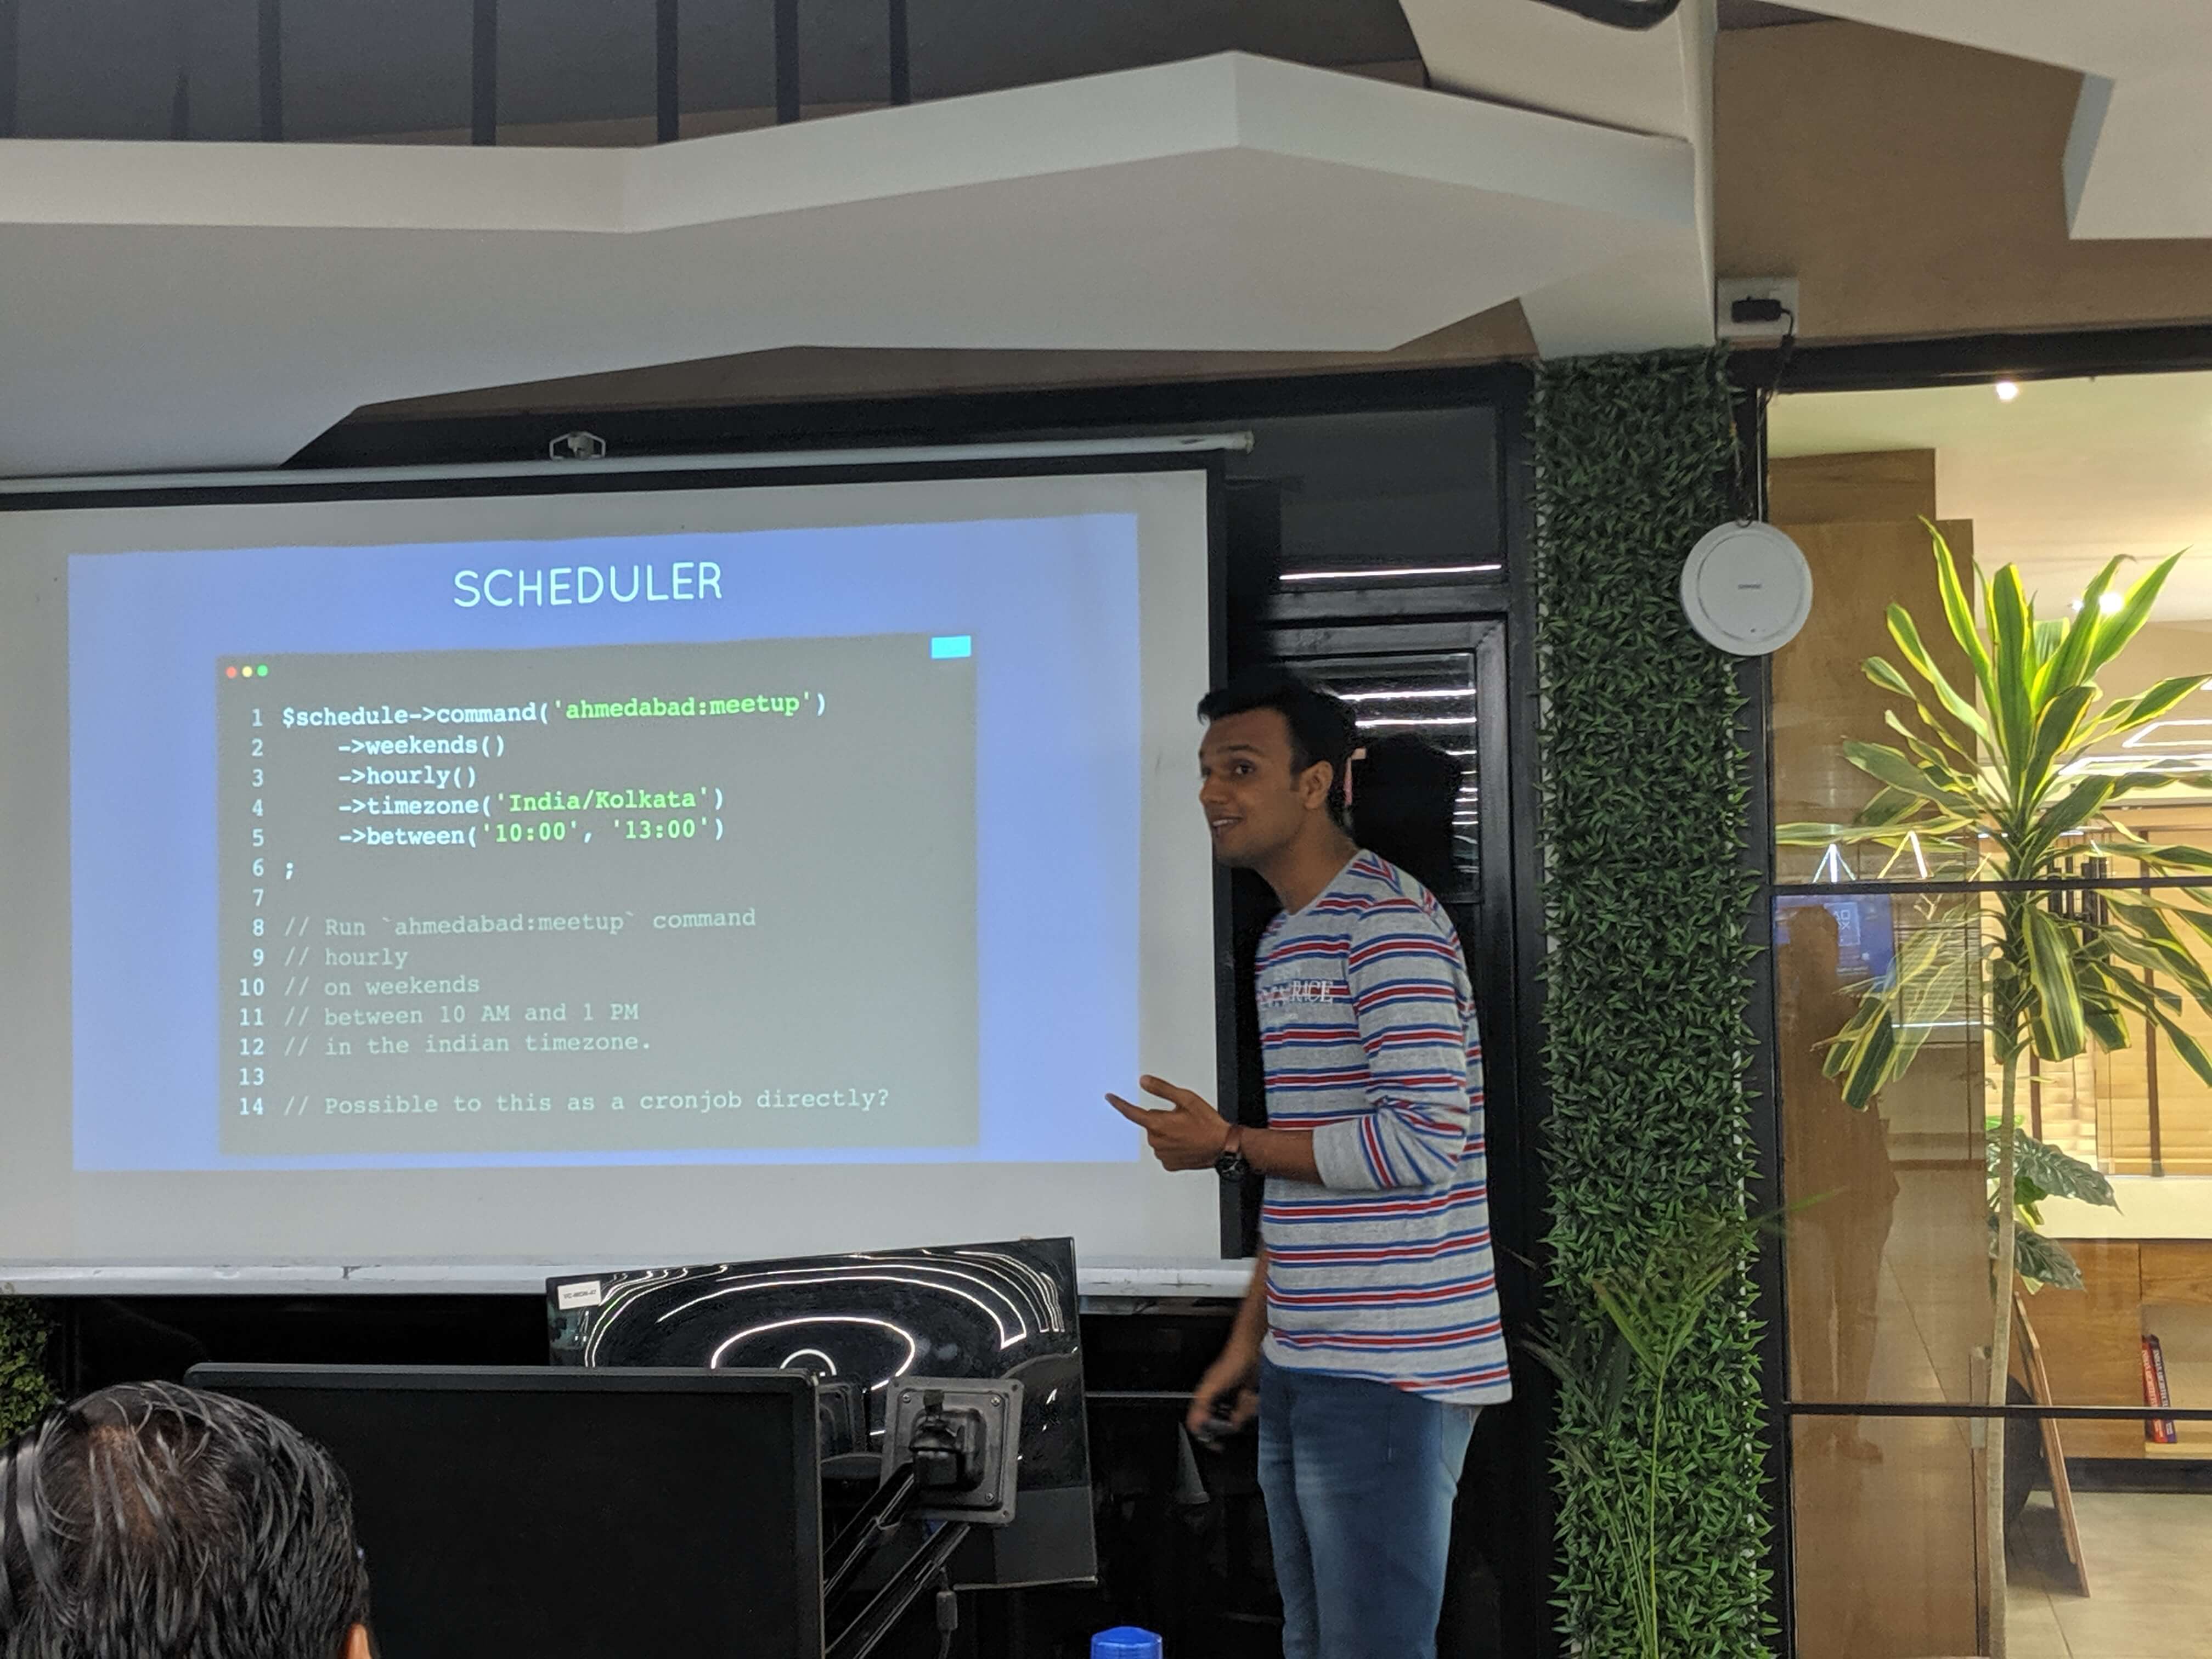 SCHEDULER
1 $schedule->command('ahmedabad:meetup')
2 ->weekends()
3 ->hourly()
4 ->timezone('India/Kolkata')
5 ->between('10:00', '13:00')
6 ;
7
8 // Run `ahmedabad:meetup` command
9 // hourly
10 // on weekends
11 // between 10 AM and 1 PM
12 // in the indian timezone.
13
14 // Possible to this as a cronjob directly?